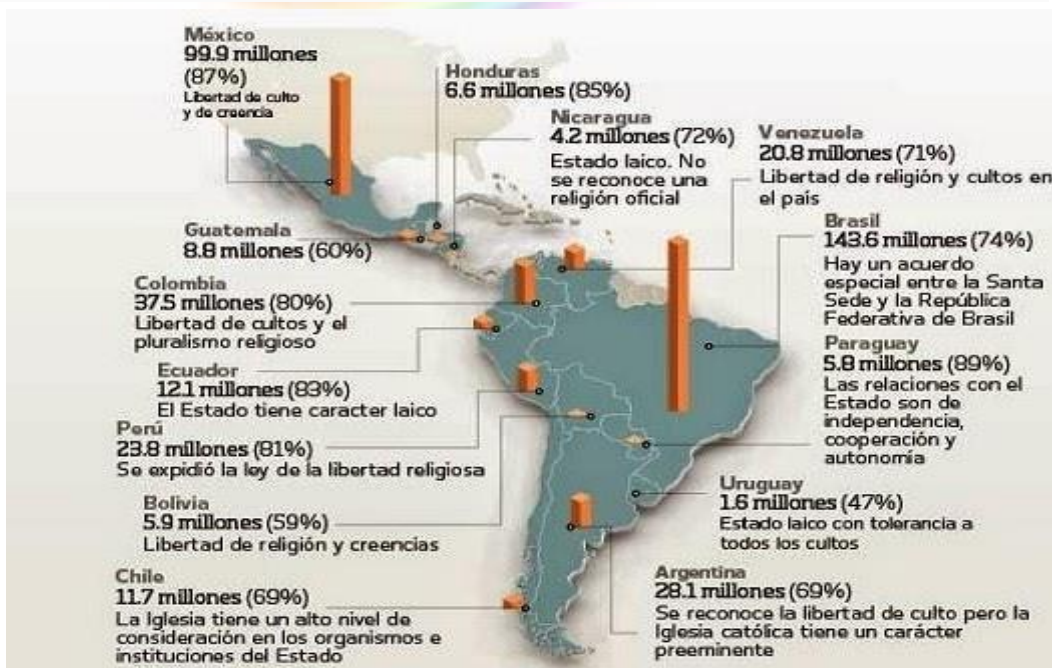 México
99.9 millones
(87%)
Libertad de culto
y de creencia
Honduras
6.6 millones (85%)
Nicaragua
4.2 millones (72%)
Estado laico. No
se reconoce una
religión oficial
Venezuela
20.8 millones (71%)
Libertad de religión y cultos en
el país
Guatemala
8.8 millones (60%)
Brasil
143.6 millones (74%)
Hay un acuerdo
especial entre la Santa
Sede y la República
Federativa de Brasil
Colombia
37.5 millones (80%)
Libertad de cultos y el
pluralismo religioso
Paraguay
5.8 millones (89%)
Las relaciones con el
Estado son de
independencia,
cooperación y
autonomía
Ecuador
12.1 millones (83%)
El Estado tiene caracter laico
Perú
23.8 millones (81%)
Se expidió la ley de la libertad religiosa
Uruguay
1.6 millones (47%)
Estado laico con tolerancia a
todos los cultos
Bolivia
5.9 millones (59%)
Libertad de religión y creencias
Chile
11.7 millones (69%)
La Iglesia tiene un alto nivel de
consideración en los organismos e
instituciones del Estado
Argentina
28.1 millones (69%)
Se reconoce la libertad de culto pero la
Iglesia católica tiene un carácter
preeminente